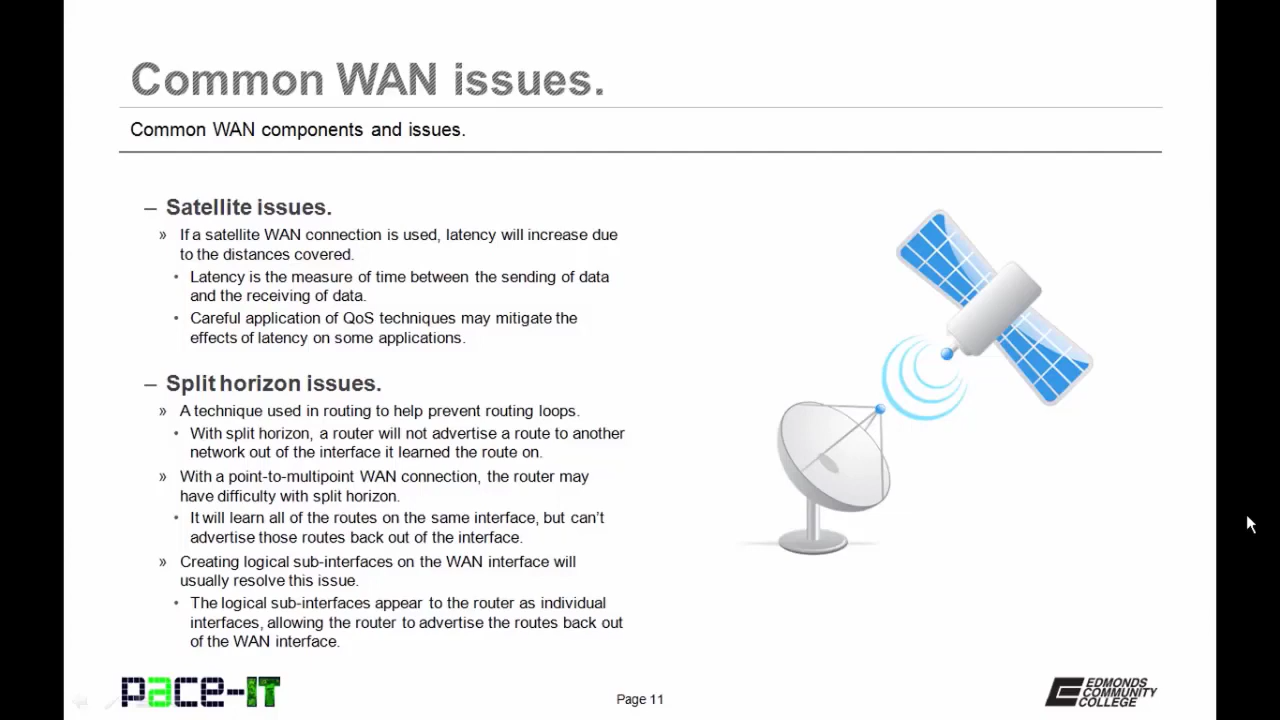 Common WAN issues.
Common WAN components and issues.
– Satellite issues.
» If a satellite WAN connection is used, latency will increase due
to the distances covered.
• Latency is the measure of time between the sending of data
and the receiving of data.
• Careful application of QoS techniques may mitigate the
effects of latency on some applications.
– Split horizon issues.
» A technique used in routing to help prevent routing loops.
• With split horizon, a router will not advertise a route to another
network out of the interface it learned the route on.
» With a point-to-multipoint WAN connection, the router may
have difficulty with split horizon.
• It will learn all of the routes on the same interface, but can't
advertise those routes back out of the interface.
» Creating logical sub-interfaces on the WAN interface will
usually resolve this issue.
• The logical sub-interfaces appear to the router as individual
interfaces, allowing the router to advertise the routes back out
of the WAN interface.
pace-IT
Page 11
EDMONDS
COMMUNITY
COLLEGE